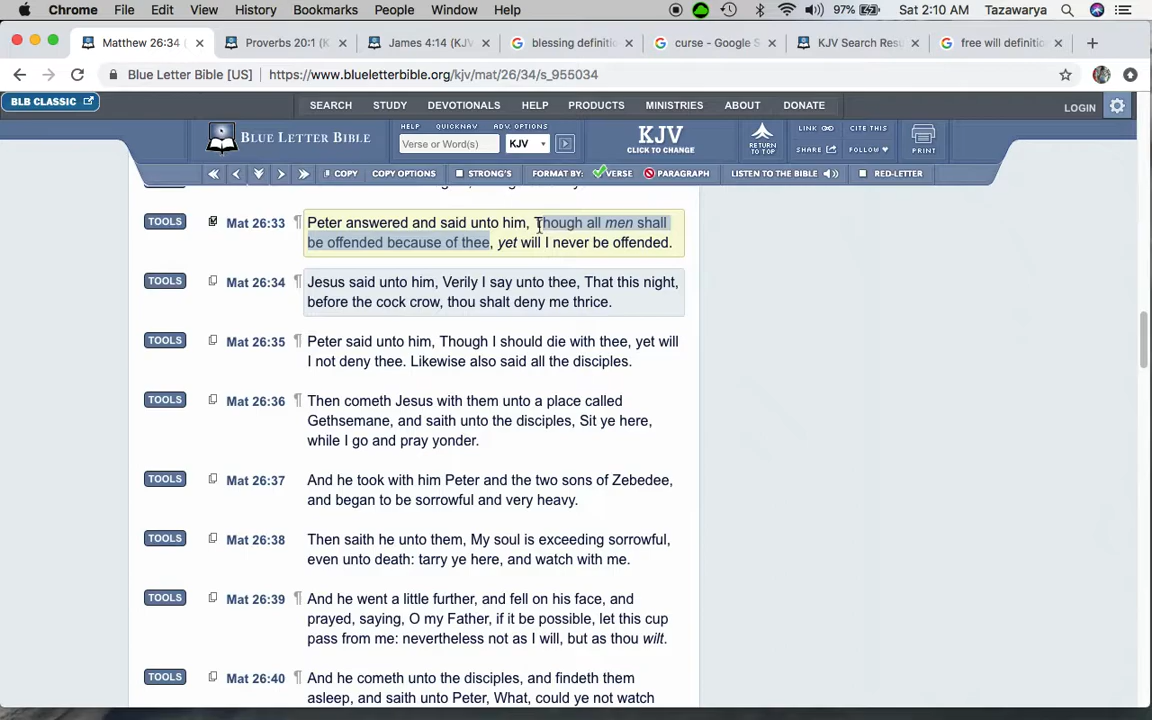 Chrome File Edit View History Bookmarks People Window Help 97% Sat 2:10 AM Tazawarya
Matthew 26:34 ( Proverbs 20:1 (K James 4:14 (KJV blessing definitio curse - Google S KJV Search Resu free will definitio
Blue Letter Bible [US] https://www.blueletterbible.org/kjv/mat/26/34/s_955034
BLB CLASSIC SEARCH STUDY DEVOTIONALS HELP PRODUCTS MINISTRIES ABOUT DONATE LOGIN
HELP QUICKNAV ADV. OPTIONS LINK CITE THIS
BLUE LETTER BIBLE Verse or Word(s) KJV KJV CLICK TO CHANGE RETURN TO TOP SHARE FOLLOW PRINT
COPY COPY OPTIONS STRONG'S FORMAT BY: VERSE PARAGRAPH LISTEN TO THE BIBLE RED-LETTER
TOOLS Mat 26:33 ¶ Peter answered and said unto him, Though all men shall
be offended because of thee, yet will I never be offended.
TOOLS Mat 26:34 ¶ Jesus said unto him, Verily I say unto thee, That this night,
before the cock crow, thou shalt deny me thrice.
TOOLS Mat 26:35 ¶ Peter said unto him, Though I should die with thee, yet will
I not deny thee. Likewise also said all the disciples.
TOOLS Mat 26:36 ¶ Then cometh Jesus with them unto a place called
Gethsemane, and saith unto the disciples, Sit ye here,
while I go and pray yonder.
TOOLS Mat 26:37 ¶ And he took with him Peter and the two sons of Zebedee,
and began to be sorrowful and very heavy.
TOOLS Mat 26:38 ¶ Then saith he unto them, My soul is exceeding sorrowful,
even unto death: tarry ye here, and watch with me.
TOOLS Mat 26:39 ¶ And he went a little further, and fell on his face, and
prayed, saying, O my Father, if it be possible, let this cup
pass from me: nevertheless not as I will, but as thou wilt.
TOOLS Mat 26:40 ¶ And he cometh unto the disciples, and findeth them
asleep, and saith unto Peter, What, could ye not watch